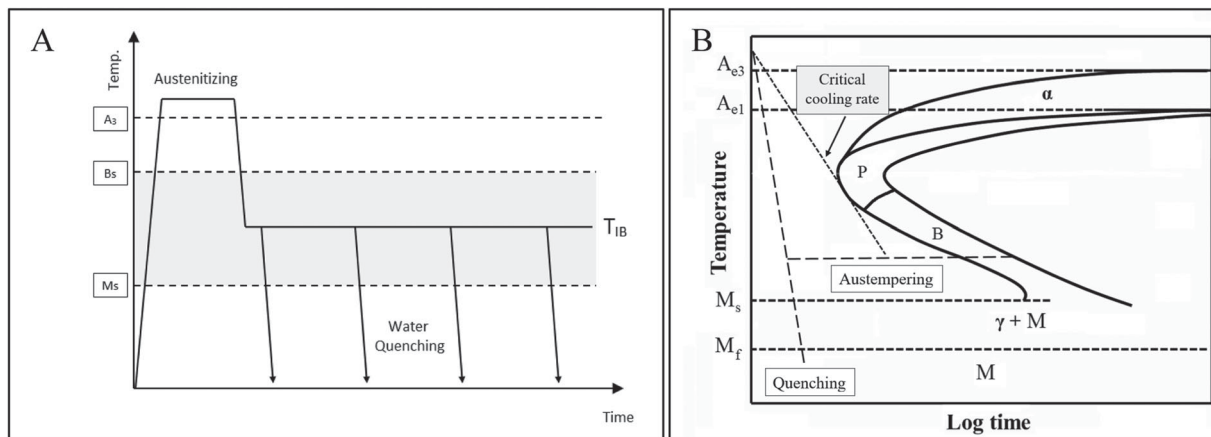 A
Temp.
Austenitizing
A3
Bs
TIB
Ms
Water
Quenching
Time
B
Ae3
Critical
cooling rate
α
Ae1
P
Temperature
B
Austempering
Ms
γ + M
Mf
Quenching
M
Log time